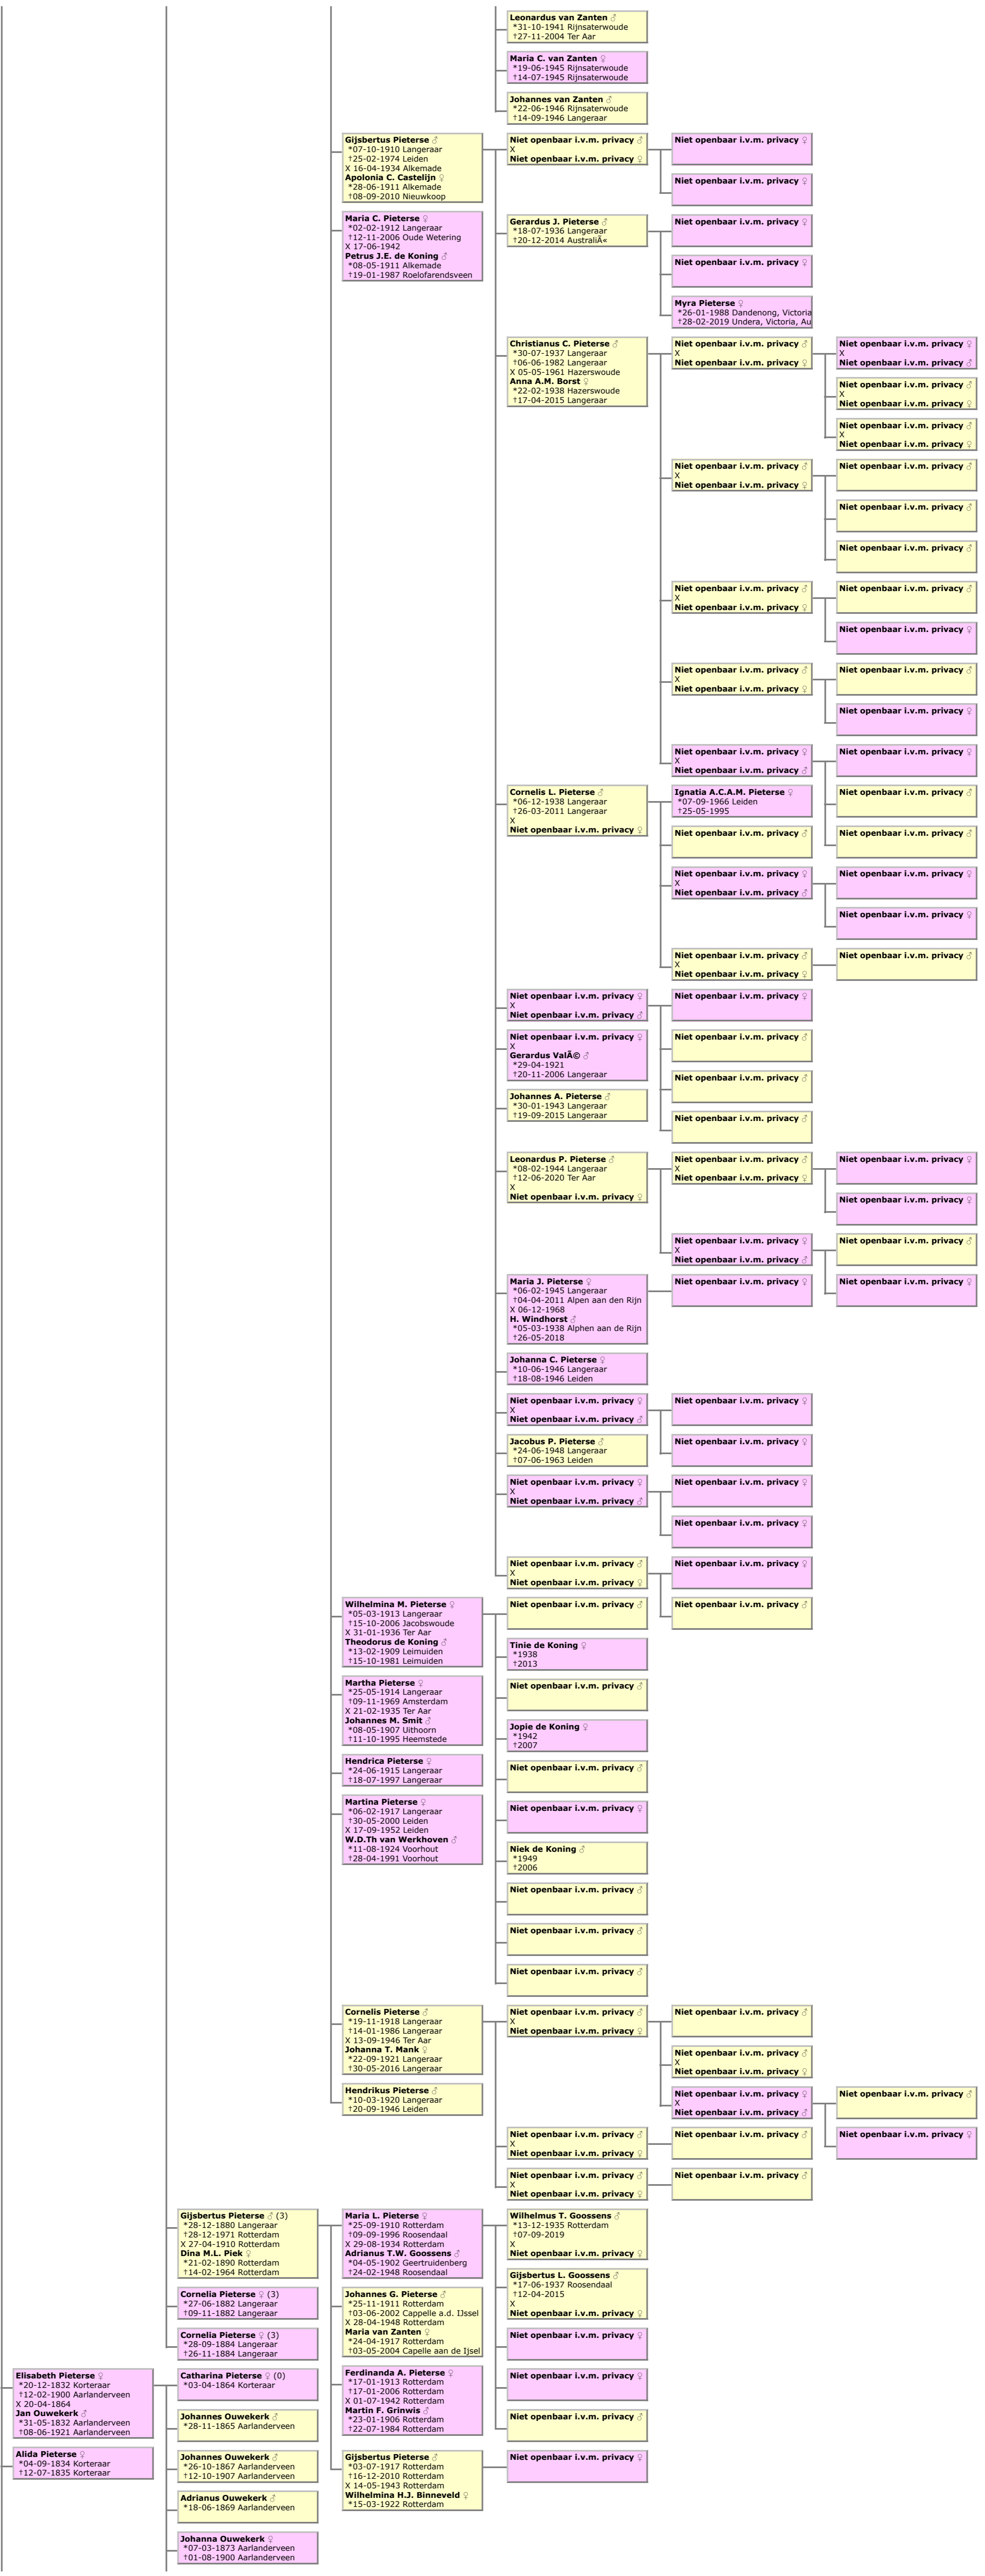 Leonardus van Zanten ♂
*31-10-1941 Rijnsaterwoude
†27-11-2004 Ter Aar
Maria C. van Zanten ♀
*19-06-1945 Rijnsaterwoude
†14-07-1945 Rijnsaterwoude
Johannes van Zanten ♂
*22-06-1946 Rijnsaterwoude
†14-09-1946 Langeraar
Gijsbertus Pieterse ♂
*07-10-1910 Langeraar
†25-02-1974 Leiden
X 16-04-1934 Alkemade
Apolonia C. Castelijn ♀
*28-06-1911 Alkemade
†08-09-2010 Nieuwkoop
Niet openbaar i.v.m. privacy ♂
X
Niet openbaar i.v.m. privacy ♀
Niet openbaar i.v.m. privacy ♀
Niet openbaar i.v.m. privacy ♀
Maria C. Pieterse ♀
*02-02-1912 Langeraar
†12-11-2006 Oude Wetering
X 17-06-1942
Petrus J.E. de Koning ♂
*08-05-1911 Alkemade
†19-01-1987 Roelofarendsveen
Gerardus J. Pieterse ♂
*18-07-1936 Langeraar
†20-12-2014 AustraliÃ«
Niet openbaar i.v.m. privacy ♀
Niet openbaar i.v.m. privacy ♀
Myra Pieterse ♀
*26-01-1988 Dandenong, Victoria
†28-02-2019 Undera, Victoria, Au
Christianus C. Pieterse ♂
*30-07-1937 Langeraar
†06-06-1982 Langeraar
X 05-05-1961 Hazerswoude
Anna A.M. Borst ♀
*22-02-1938 Hazerswoude
†17-04-2015 Langeraar
Niet openbaar i.v.m. privacy ♂
X
Niet openbaar i.v.m. privacy ♀
Niet openbaar i.v.m. privacy ♀
X
Niet openbaar i.v.m. privacy ♂
Niet openbaar i.v.m. privacy ♂
X
Niet openbaar i.v.m. privacy ♀
Niet openbaar i.v.m. privacy ♂
X
Niet openbaar i.v.m. privacy ♀
Niet openbaar i.v.m. privacy ♂
X
Niet openbaar i.v.m. privacy ♀
Niet openbaar i.v.m. privacy ♂
Niet openbaar i.v.m. privacy ♂
Niet openbaar i.v.m. privacy ♂
Niet openbaar i.v.m. privacy ♂
X
Niet openbaar i.v.m. privacy ♀
Niet openbaar i.v.m. privacy ♂
Niet openbaar i.v.m. privacy ♀
Niet openbaar i.v.m. privacy ♂
X
Niet openbaar i.v.m. privacy ♀
Niet openbaar i.v.m. privacy ♂
Niet openbaar i.v.m. privacy ♀
Niet openbaar i.v.m. privacy ♀
X
Niet openbaar i.v.m. privacy ♂
Niet openbaar i.v.m. privacy ♀
Niet openbaar i.v.m. privacy ♂
Niet openbaar i.v.m. privacy ♂
Cornelis L. Pieterse ♂
*06-12-1938 Langeraar
†26-03-2011 Langeraar
X
Niet openbaar i.v.m. privacy ♀
Ignatia A.C.A.M. Pieterse ♀
*07-09-1966 Leiden
†25-05-1995
Niet openbaar i.v.m. privacy ♂
Niet openbaar i.v.m. privacy ♀
X
Niet openbaar i.v.m. privacy ♂
Niet openbaar i.v.m. privacy ♀
Niet openbaar i.v.m. privacy ♀
Niet openbaar i.v.m. privacy ♂
X
Niet openbaar i.v.m. privacy ♀
Niet openbaar i.v.m. privacy ♂
Niet openbaar i.v.m. privacy ♀
X
Niet openbaar i.v.m. privacy ♂
Niet openbaar i.v.m. privacy ♀
Niet openbaar i.v.m. privacy ♂
Niet openbaar i.v.m. privacy ♂
Niet openbaar i.v.m. privacy ♂
Niet openbaar i.v.m. privacy ♀
X
Gerardus ValÃ© ♂
*29-04-1921
†20-11-2006 Langeraar
Johannes A. Pieterse ♂
*30-01-1943 Langeraar
†19-09-2015 Langeraar
Leonardus P. Pieterse ♂
*08-02-1944 Langeraar
†12-06-2020 Ter Aar
X
Niet openbaar i.v.m. privacy ♀
Niet openbaar i.v.m. privacy ♂
X
Niet openbaar i.v.m. privacy ♀
Niet openbaar i.v.m. privacy ♀
Niet openbaar i.v.m. privacy ♀
Niet openbaar i.v.m. privacy ♀
X
Niet openbaar i.v.m. privacy ♂
Niet openbaar i.v.m. privacy ♂
Niet openbaar i.v.m. privacy ♀
Maria J. Pieterse ♀
*06-02-1945 Langeraar
†04-04-2011 Alpen aan den Rijn
X 06-12-1968
H. Windhorst ♂
*05-03-1938 Alphen aan de Rijn
†26-05-2018
Niet openbaar i.v.m. privacy ♀
Johanna C. Pieterse ♀
*10-06-1946 Langeraar
†18-08-1946 Leiden
Niet openbaar i.v.m. privacy ♀
X
Niet openbaar i.v.m. privacy ♂
Niet openbaar i.v.m. privacy ♀
Niet openbaar i.v.m. privacy ♀
Jacobus P. Pieterse ♂
*24-06-1948 Langeraar
†07-06-1963 Leiden
Niet openbaar i.v.m. privacy ♀
X
Niet openbaar i.v.m. privacy ♂
Niet openbaar i.v.m. privacy ♀
Niet openbaar i.v.m. privacy ♀
Niet openbaar i.v.m. privacy ♂
X
Niet openbaar i.v.m. privacy ♀
Niet openbaar i.v.m. privacy ♀
Niet openbaar i.v.m. privacy ♂
Wilhelmina M. Pieterse ♀
*05-03-1913 Langeraar
†15-10-2006 Jacobswoude
X 31-01-1936 Ter Aar
Theodorus de Koning ♂
*13-02-1909 Leimuiden
†15-10-1981 Leimuiden
Niet openbaar i.v.m. privacy ♂
Tinie de Koning ♀
*1938
†2013
Niet openbaar i.v.m. privacy ♂
Jopie de Koning ♀
*1942
†2007
Niet openbaar i.v.m. privacy ♂
Niet openbaar i.v.m. privacy ♀
Niek de Koning ♂
*1949
†2006
Niet openbaar i.v.m. privacy ♂
Niet openbaar i.v.m. privacy ♂
Niet openbaar i.v.m. privacy ♂
Martha Pieterse ♀
*25-05-1914 Langeraar
†09-11-1969 Amsterdam
X 21-02-1935 Ter Aar
Johannes M. Smit ♂
*08-05-1907 Uithoorn
†11-10-1995 Heemstede
Hendrica Pieterse ♀
*24-06-1915 Langeraar
†18-07-1997 Langeraar
Martina Pieterse ♀
*06-02-1917 Langeraar
†30-05-2000 Leiden
X 17-09-1952 Leiden
W.D.Th van Werkhoven ♂
*11-08-1924 Voorhout
†28-04-1991 Voorhout
Cornelis Pieterse ♂
*19-11-1918 Langeraar
†14-01-1986 Langeraar
X 13-09-1946 Ter Aar
Johanna T. Mank ♀
*22-09-1921 Langeraar
†30-05-2016 Langeraar
Niet openbaar i.v.m. privacy ♂
X
Niet openbaar i.v.m. privacy ♀
Niet openbaar i.v.m. privacy ♂
Niet openbaar i.v.m. privacy ♂
X
Niet openbaar i.v.m. privacy ♀
Niet openbaar i.v.m. privacy ♀
X
Niet openbaar i.v.m. privacy ♂
Niet openbaar i.v.m. privacy ♂
Niet openbaar i.v.m. privacy ♀
Hendrikus Pieterse ♂
*10-03-1920 Langeraar
†20-09-1946 Leiden
Niet openbaar i.v.m. privacy ♂
X
Niet openbaar i.v.m. privacy ♀
Niet openbaar i.v.m. privacy ♂
Niet openbaar i.v.m. privacy ♂
X
Niet openbaar i.v.m. privacy ♀
Niet openbaar i.v.m. privacy ♂
Gijsbertus Pieterse ♂ (3)
*28-12-1880 Langeraar
†28-12-1971 Rotterdam
X 27-04-1910 Rotterdam
Dina M.L. Piek ♀
*21-02-1890 Rotterdam
†14-02-1964 Rotterdam
Maria L. Pieterse ♀
*25-09-1910 Rotterdam
†09-09-1996 Roosendaal
X 29-08-1934 Rotterdam
Adrianus T.W. Goossens ♂
*04-05-1902 Geertruidenberg
†24-02-1948 Roosendaal
Wilhelmus T. Goossens ♂
*13-12-1935 Rotterdam
†07-09-2019
X
Niet openbaar i.v.m. privacy ♀
Gijsbertus L. Goossens ♂
*17-06-1937 Roosendaal
†12-04-2015
X
Niet openbaar i.v.m. privacy ♀
Niet openbaar i.v.m. privacy ♀
Niet openbaar i.v.m. privacy ♀
Niet openbaar i.v.m. privacy ♂
Cornelia Pieterse ♀ (3)
*27-06-1882 Langeraar
†09-11-1882 Langeraar
Johannes G. Pieterse ♂
*25-11-1911 Rotterdam
†03-06-2002 Cappelle a.d. IJssel
X 28-04-1948 Rotterdam
Maria van Zanten ♀
*24-04-1917 Rotterdam
†03-05-2004 Capelle aan de Ijsel
Cornelia Pieterse ♀ (3)
*28-09-1884 Langeraar
†26-11-1884 Langeraar
Elisabeth Pieterse ♀
*20-12-1832 Korteraar
†12-02-1900 Aarlanderveen
X 20-04-1864
Jan Ouwekerk ♂
*31-05-1832 Aarlanderveen
†08-06-1921 Aarlanderveen
Catharina Pieterse ♀ (0)
*03-04-1864 Korteraar
Ferdinanda A. Pieterse ♀
*17-01-1913 Rotterdam
†17-01-2006 Rotterdam
X 01-07-1942 Rotterdam
Martin F. Grinwis ♂
*23-01-1906 Rotterdam
†22-07-1984 Rotterdam
Johannes Ouwekerk ♂
*28-11-1865 Aarlanderveen
Alida Pieterse ♀
*04-09-1834 Korteraar
†12-07-1835 Korteraar
Johannes Ouwekerk ♂
*26-10-1867 Aarlanderveen
†12-10-1907 Aarlanderveen
Gijsbertus Pieterse ♂
*03-07-1917 Rotterdam
†16-12-2010 Rotterdam
X 14-05-1943 Rotterdam
Wilhelmina H.J. Binneveld ♀
*15-03-1922 Rotterdam
Niet openbaar i.v.m. privacy ♀
Adrianus Ouwekerk ♂
*18-06-1869 Aarlanderveen
Johanna Ouwekerk ♀
*07-03-1873 Aarlanderveen
†01-08-1900 Aarlanderveen